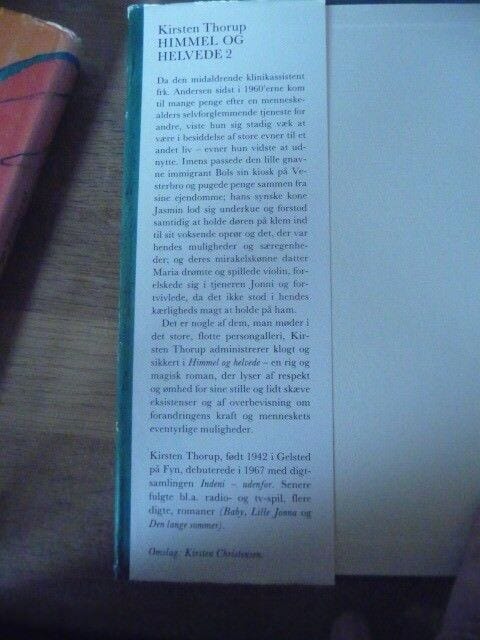 Kirsten Thorup
HIMMEL OG
HELVEDE 2
Da den midaldrende klinikassistent
frk. Andersen sidst i 1960'erne kom
til mange penge efter en menneske-
alders selvforglemmende tjeneste for
andre, viste hun sig stadig væk at
være i besiddelse af store evner til et
andet liv – evner hun vidste at ud-
nytte. Imens passede den lille gnav-
ne immigrant Bols sin kiosk på Ve-
sterbro og pugede penge sammen fra
sine ejendomme; hans synske kone
Jasmin lod sig underkue og forstod
samtidig at holde døren på klem ind
til sit voksende oprør og det, der var
hendes muligheder og særegenhe-
der; og deres mirakelskønne datter
Maria drømte og spillede violin, for-
elskede sig i tjeneren Jonni og for-
tvivlede, da det ikke stod i hendes
kærligheds magt at holde på ham.
Det er nogle af dem, man møder i
det store, flotte persongalleri, Kir-
sten Thorup administrerer klogt og
sikkert i Himmel og helvede – en rig og
magisk roman, der lyser af respekt
og ømhed for sine stille og lidt skæve
eksistenser og af overbevisning om
forandringens kraft og menneskets
eventyrlige muligheder.
Kirsten Thorup, født 1942 i Gelsted
på Fyn, debuterede i 1967 med digt-
samlingen Indeni – udenfor. Senere
fulgte bl.a. radio- og tv-spil, flere
digte, romaner (Baby, Lille Jonna og
Den lange sommer).
Omslag: Kirsten Christensen.